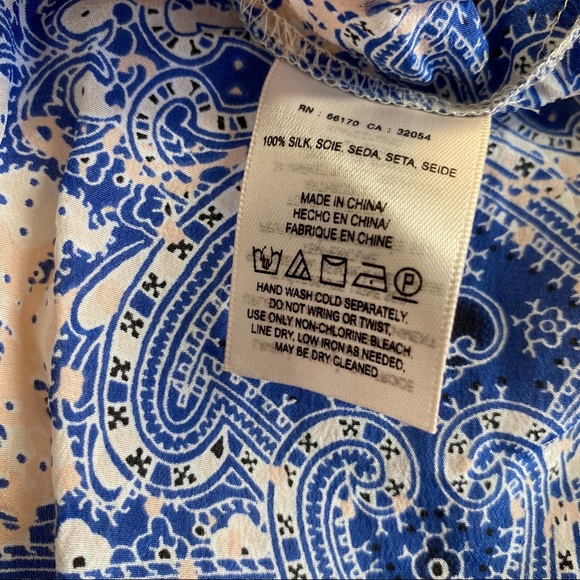 RN : 66170 CA : 32054
100% SILK, SOIE, SEDA, SETA, SEIDE
MADE IN CHINA/
HECHO EN CHINA/
FABRIQUE EN CHINE
P
HAND WASH COLD SEPARATELY.
DO NOT WRING OR TWIST.
USE ONLY NON-CHLORINE BLEACH
LINE DRY, LOW IRON AS NEEDED.
MAY BE DRY CLEANED